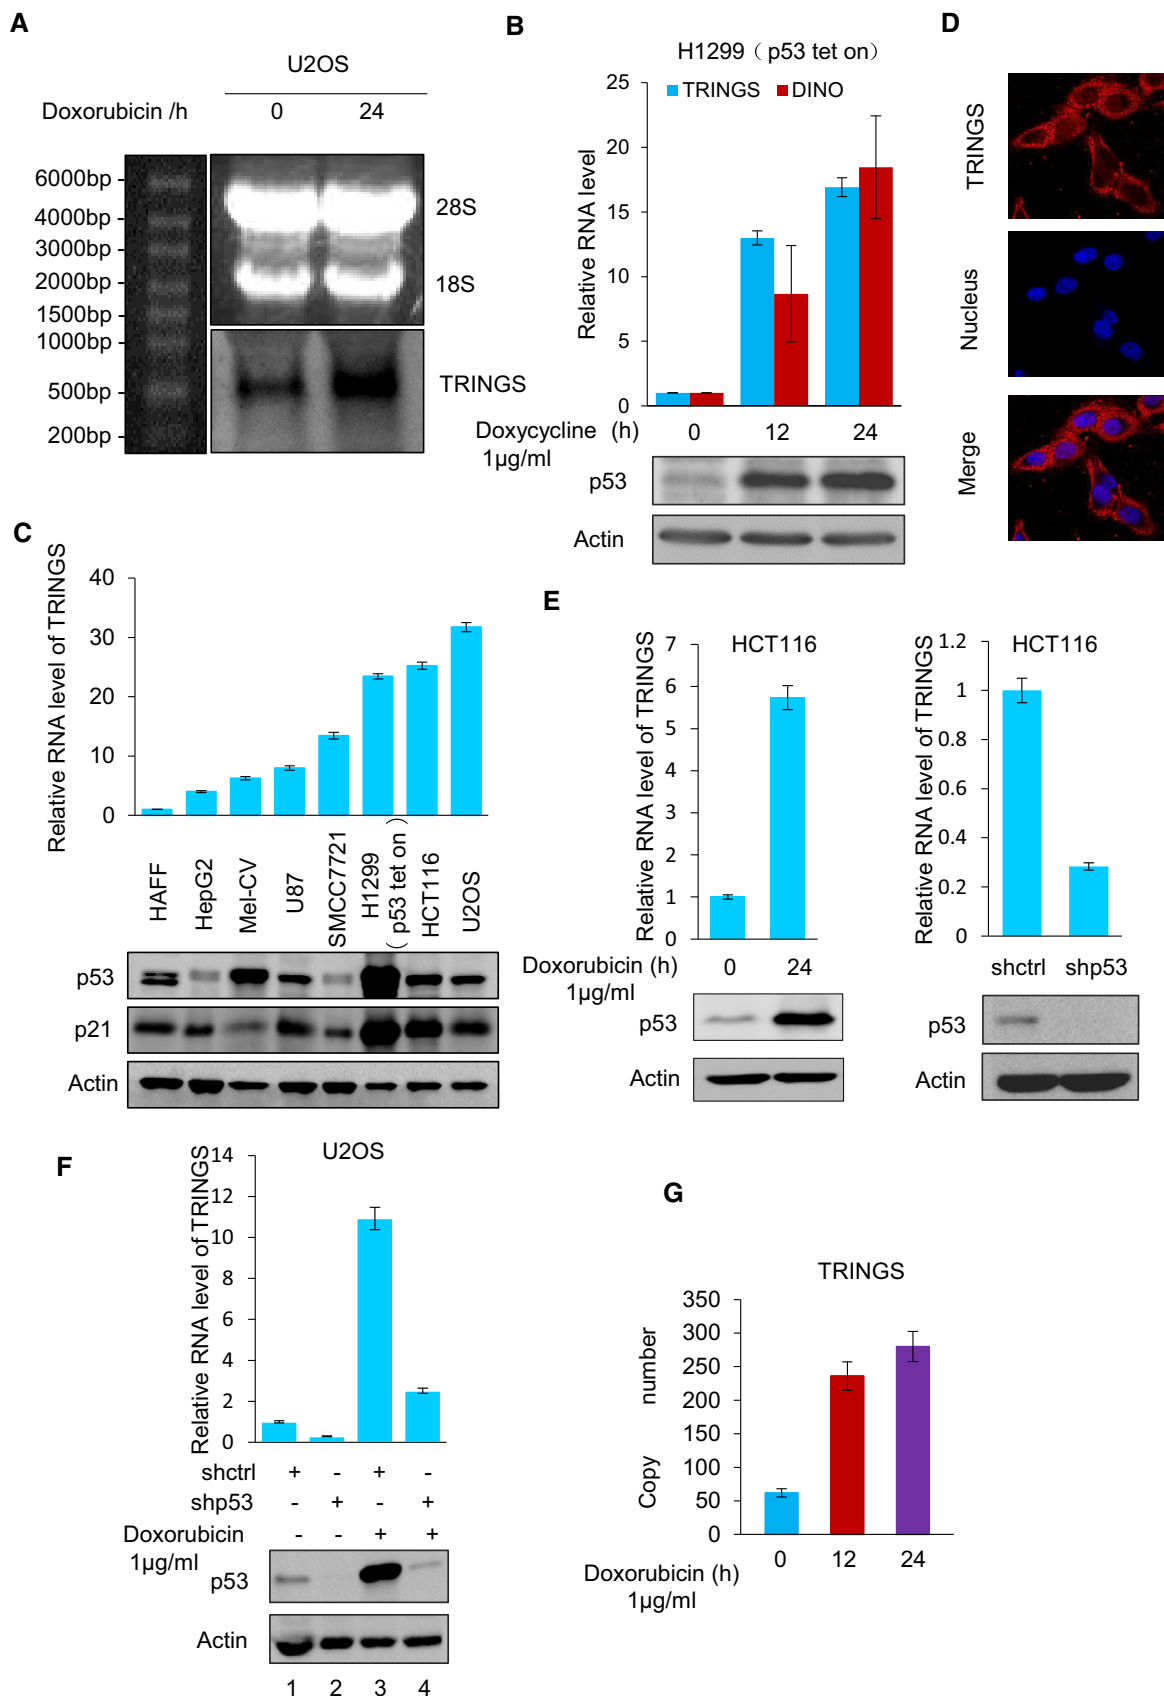 A
U2OS
Doxorubicin /h 0 24
6000bp
4000bp
3000bp
2000bp
1500bp
1000bp
500bp
200bp
28S
18S
TRINGS
B
H1299 ( p53 tet on )
TRINGS DINO
Relative RNA level
25
20
15
10
5
0
Doxycycline (h) 0 12 24
1µg/ml
p53
Actin
D
TRINGS
Nucleus
Merge
C
Relative RNA level of TRINGS
40
30
20
10
0
HAFF
HepG2
Mel-CV
U87
SMCC7721
H1299
( p53 tet on )
HCT116
U2OS
p53
p21
Actin
E
HCT116
Relative RNA level of TRINGS
7
6
5
4
3
2
1
0
Doxorubicin (h) 0 24
1µg/ml
p53
Actin
HCT116
Relative RNA level of TRINGS
1.2
1
0.8
0.6
0.4
0.2
0
shctrl shp53
p53
Actin
F
U2OS
Relative RNA level of TRINGS
14
12
10
8
6
4
2
0
shctrl + - + -
shp53 - + - +
Doxorubicin - - + +
1µg/ml
p53
Actin
1 2 3 4
G
TRINGS
Copy number
350
300
250
200
150
100
50
0
0 12 24
Doxorubicin (h)
1µg/ml